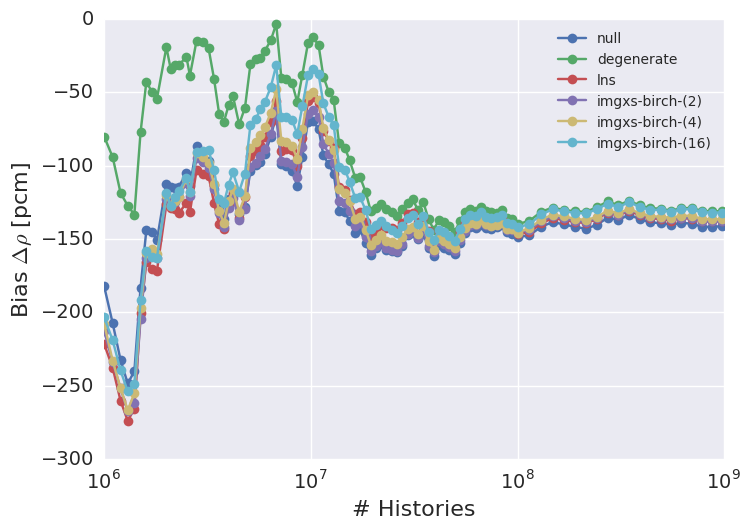 0
−50
−100
−150
−200
−250
−300
Bias Δρ [pcm]
10^6
10^7
10^8
10^9
# Histories
null
degenerate
lns
imgxs-birch-(2)
imgxs-birch-(4)
imgxs-birch-(16)